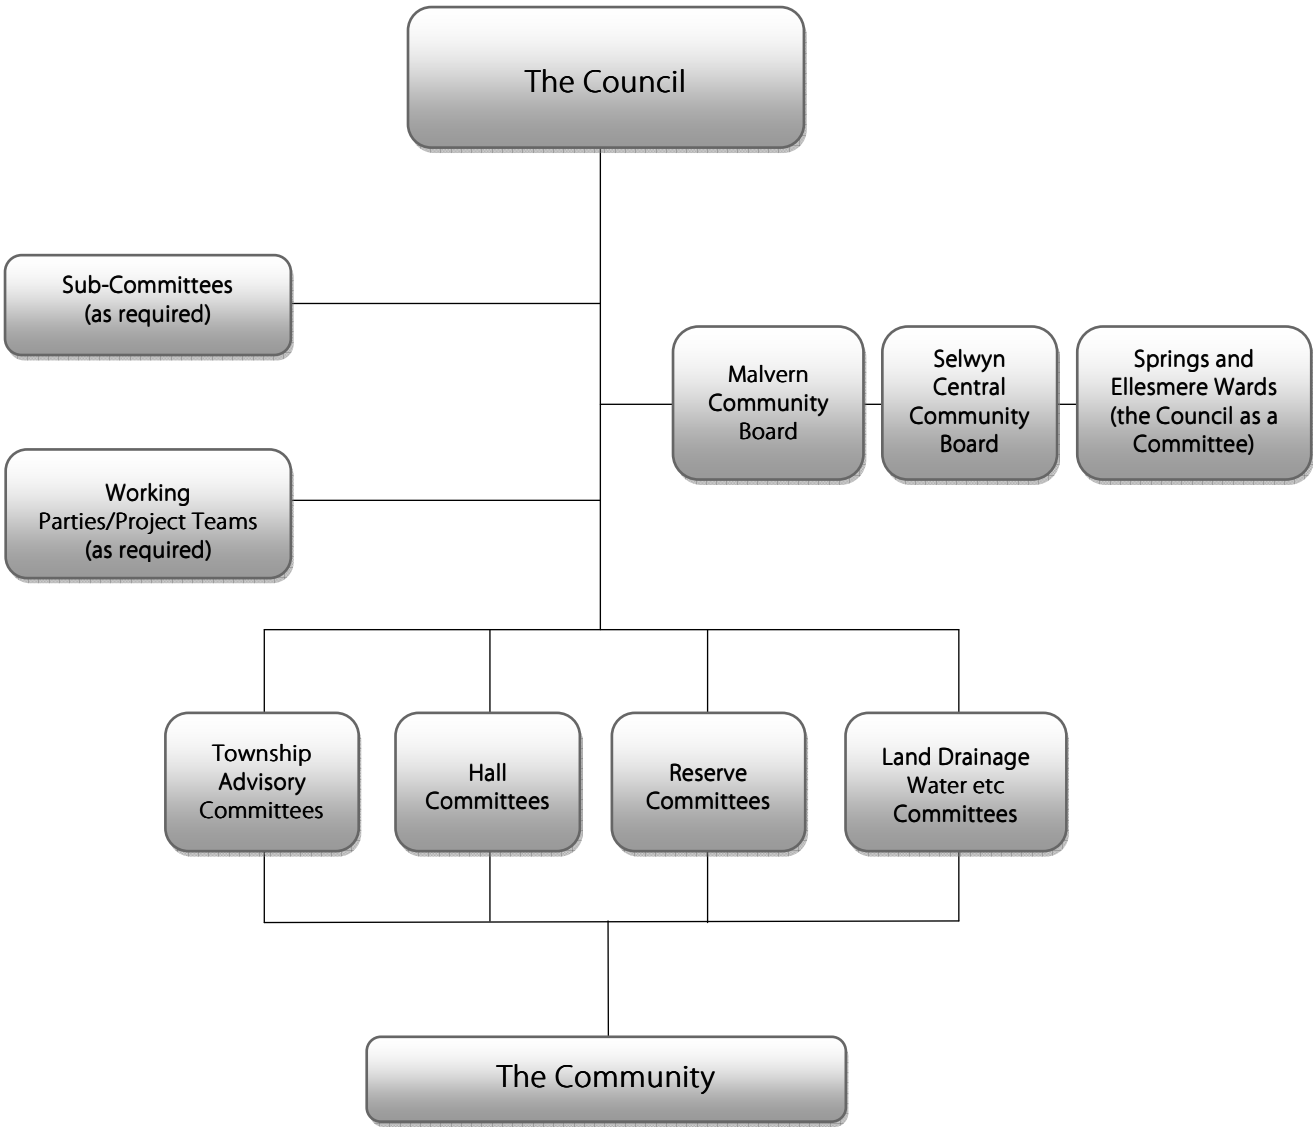 The Council
Sub-Committees
(as required)
Malvern
Community
Board
Selwyn
Central
Community
Board
Springs and
Ellesmere Wards
(the Council as a
Committee)
Working
Parties/Project Teams
(as required)
Township
Advisory
Committees
Hall
Committees
Reserve
Committees
Land Drainage
Water etc
Committees
The Community